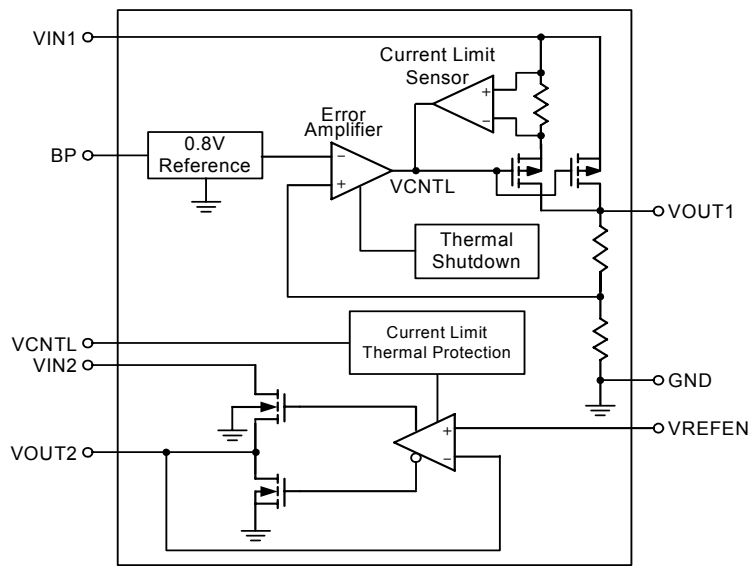 VIN1
Current Limit
Sensor
+
−
Error
Amplifier
BP
0.8V
Reference
−
+
VCNTL
VOUT1
Thermal
Shutdown
VCNTL
Current Limit
Thermal Protection
VIN2
GND
+
VREFEN
VOUT2
−